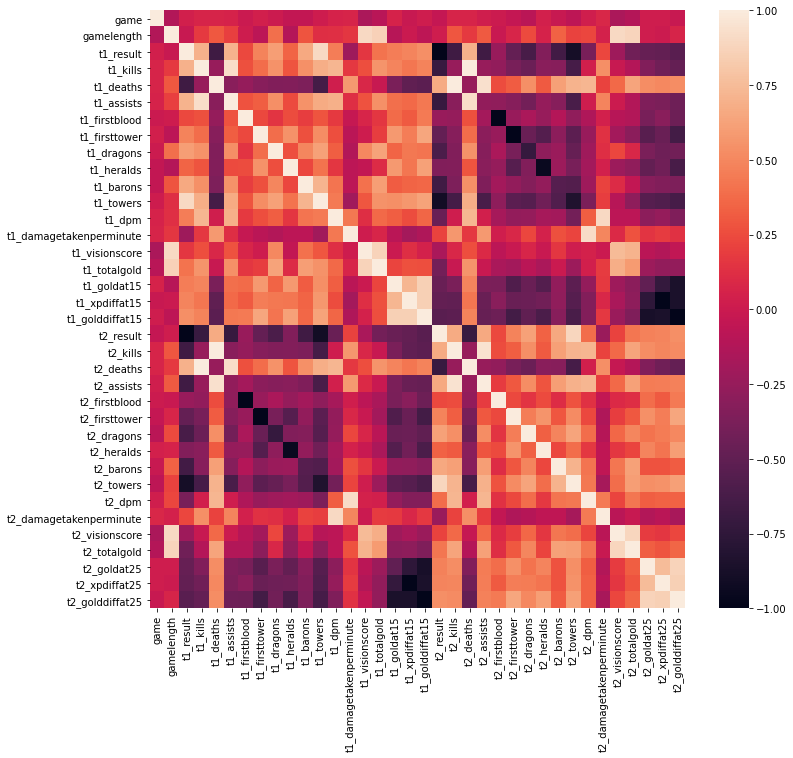 game
gamelength
t1_result
t1_kills
t1_deaths
t1_assists
t1_firstblood
t1_firsttower
t1_dragons
t1_heralds
t1_barons
t1_towers
t1_dpm
t1_damagetakenperminute
t1_visionscore
t1_totalgold
t1_goldat15
t1_xpdiffat15
t1_golddiffat15
t2_result
t2_kills
t2_deaths
t2_assists
t2_firstblood
t2_firsttower
t2_dragons
t2_heralds
t2_barons
t2_towers
t2_dpm
t2_damagetakenperminute
t2_visionscore
t2_totalgold
t2_goldat25
t2_xpdiffat25
t2_golddiffat25
game
gamelength
t1_result
t1_kills
t1_deaths
t1_assists
t1_firstblood
t1_firsttower
t1_dragons
t1_heralds
t1_barons
t1_towers
t1_dpm
t1_damagetakenperminute
t1_visionscore
t1_totalgold
t1_goldat15
t1_xpdiffat15
t1_golddiffat15
t2_result
t2_kills
t2_deaths
t2_assists
t2_firstblood
t2_firsttower
t2_dragons
t2_heralds
t2_barons
t2_towers
t2_dpm
t2_damagetakenperminute
t2_visionscore
t2_totalgold
t2_goldat25
t2_xpdiffat25
t2_golddiffat25
1.00
0.75
0.50
0.25
0.00
−0.25
−0.50
−0.75
−1.00